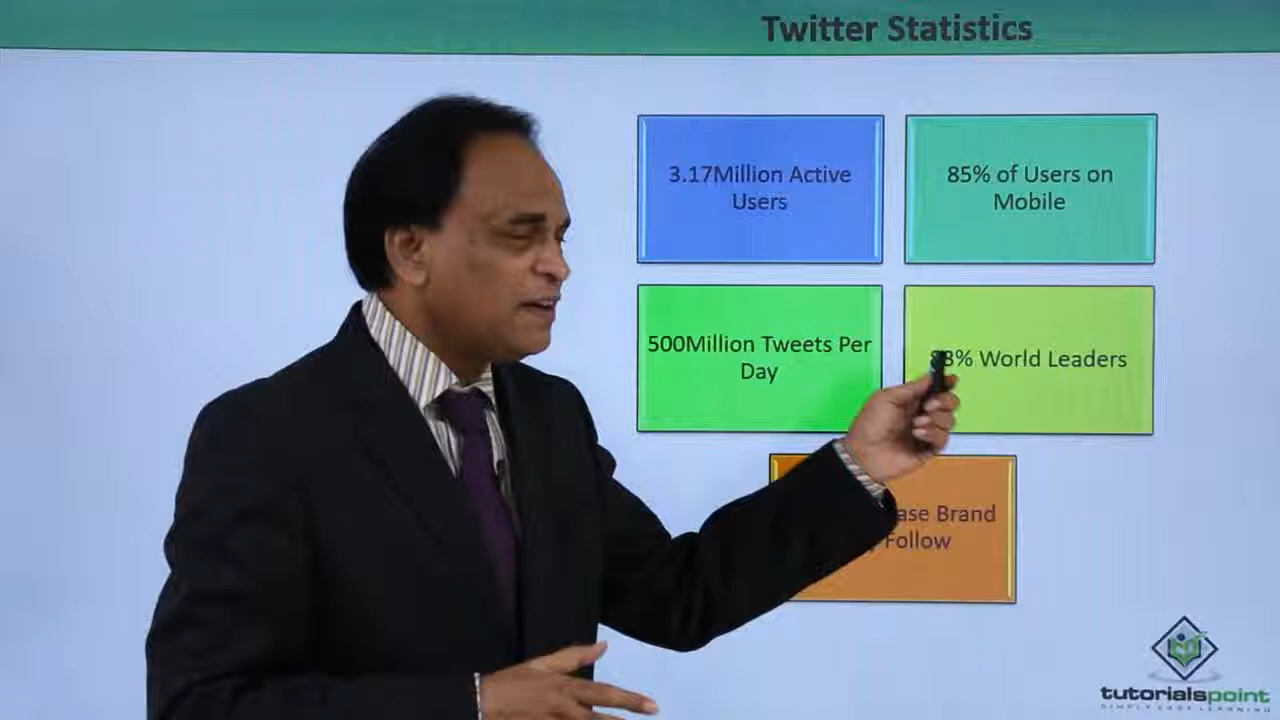 Twitter Statistics
3.17Million Active
Users
85% of Users on
Mobile
500Million Tweets Per
Day
83% World Leaders
Brand
Follow
tutorialspoint
SIMPLY EASY LEARNING